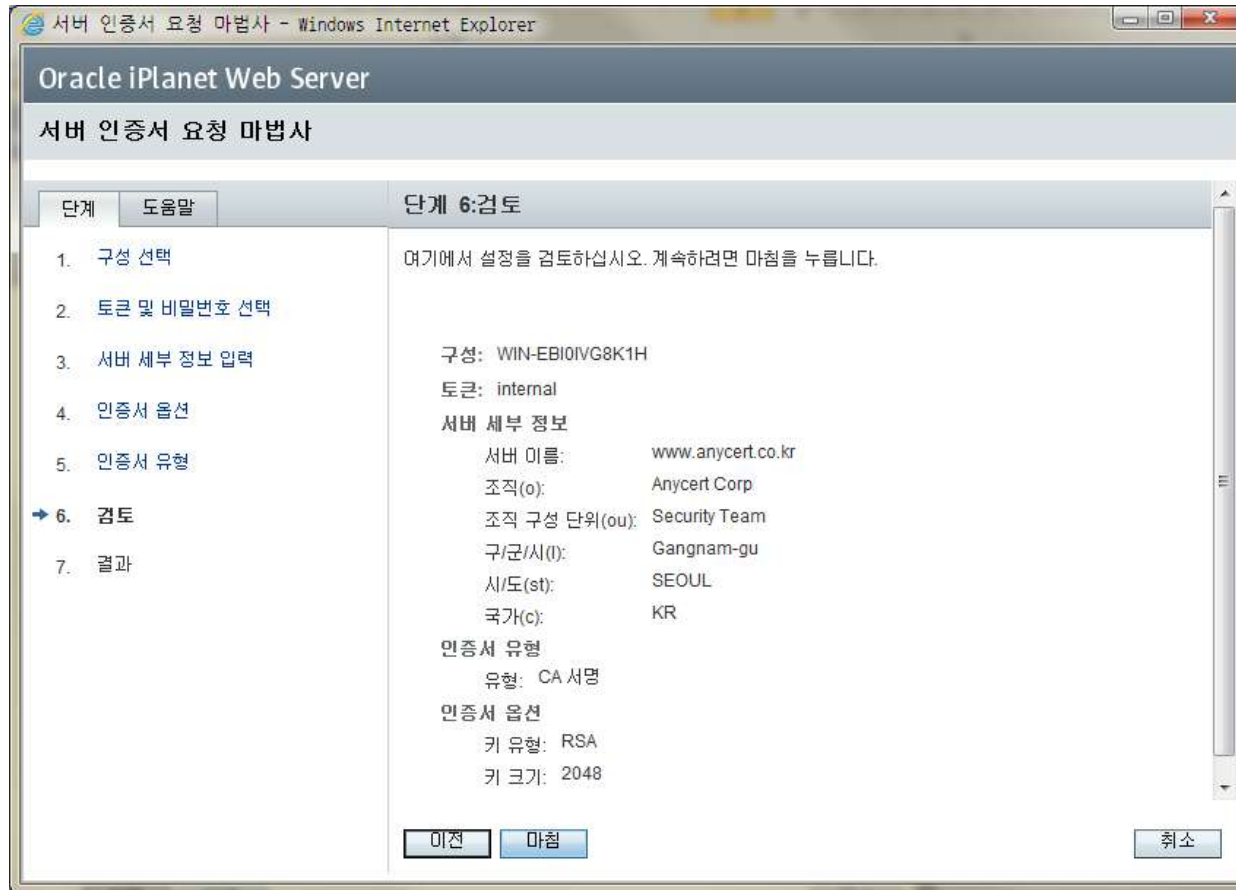 서버 인증서 요청 마법사 - Windows Internet Explorer
Oracle iPlanet Web Server
서버 인증서 요청 마법사
단계 도움말
1. 구성 선택
2. 토큰 및 비밀번호 선택
3. 서버 세부 정보 입력
4. 인증서 옵션
5. 인증서 유형
6. 검토
7. 결과
단계 6:검토
여기에서 설정을 검토하십시오. 계속하려면 마침을 누릅니다.
구성: WIN-EBI0IVG8K1H
토큰: internal
서버 세부 정보
서버 이름: www.anycert.co.kr
조직(o): Anycert Corp
조직 구성 단위(ou): Security Team
구/군/시(l): Gangnam-gu
시/도(st): SEOUL
국가(c): KR
인증서 유형
유형: CA 서명
인증서 옵션
키 유형: RSA
키 크기: 2048
이전 마침 취소